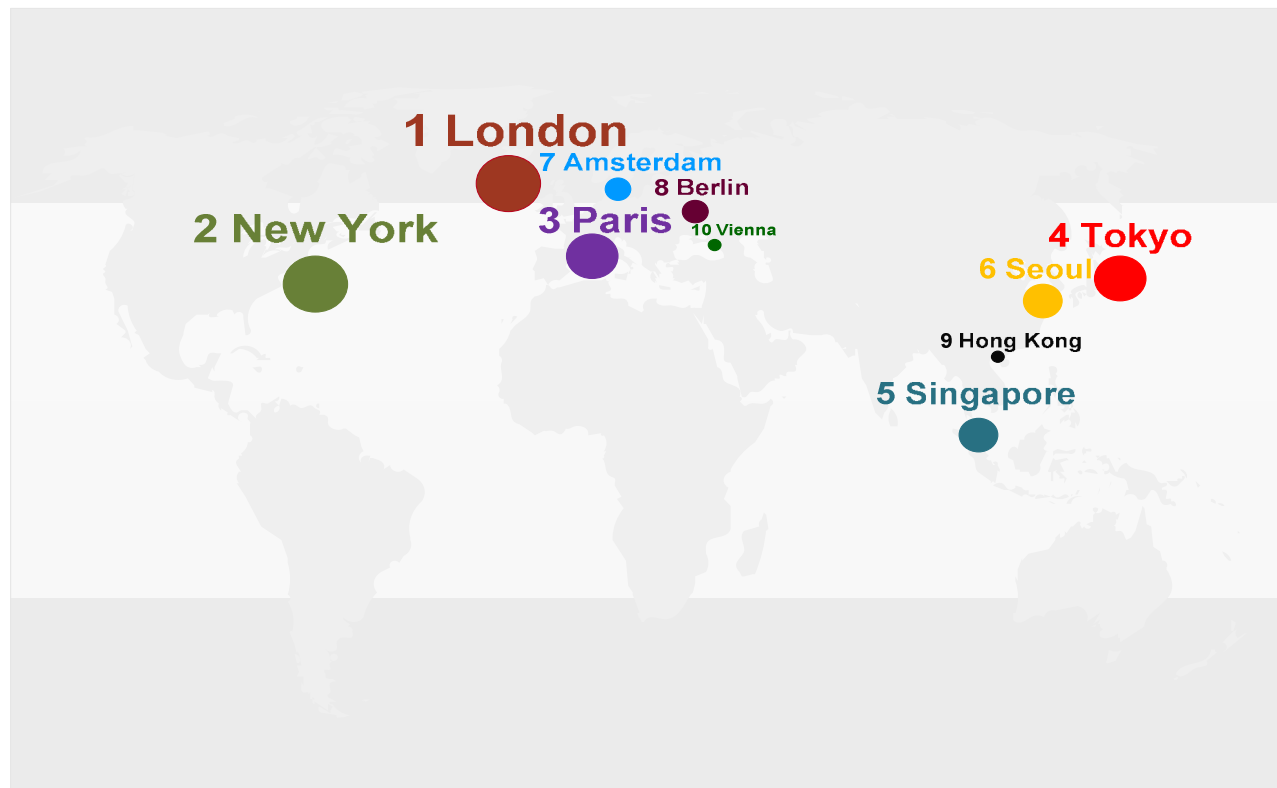 1 London
7 Amsterdam
8 Berlin
3 Paris
2 New York
10 Vienna
4 Tokyo
6 Seoul
9 Hong Kong
5 Singapore